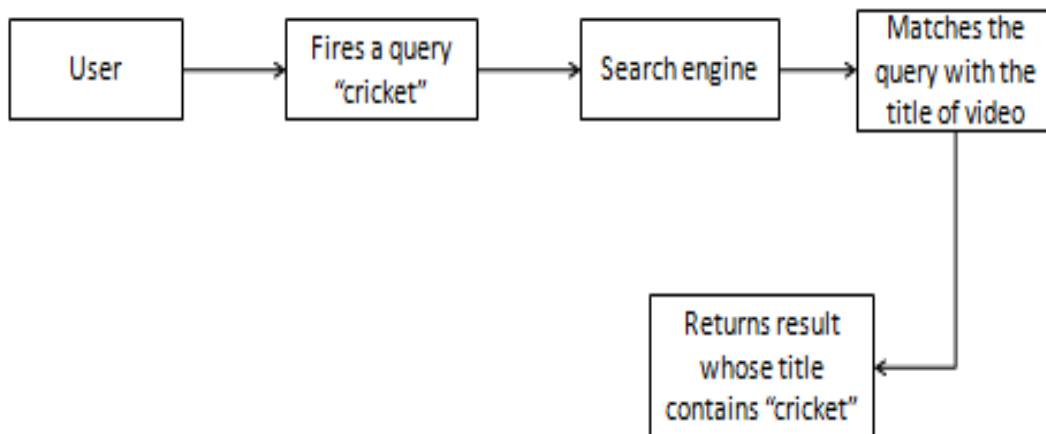 User
Fires a query
“cricket”
Search engine
Matches the
query with the
title of video
Returns result
whose title
contains “cricket”